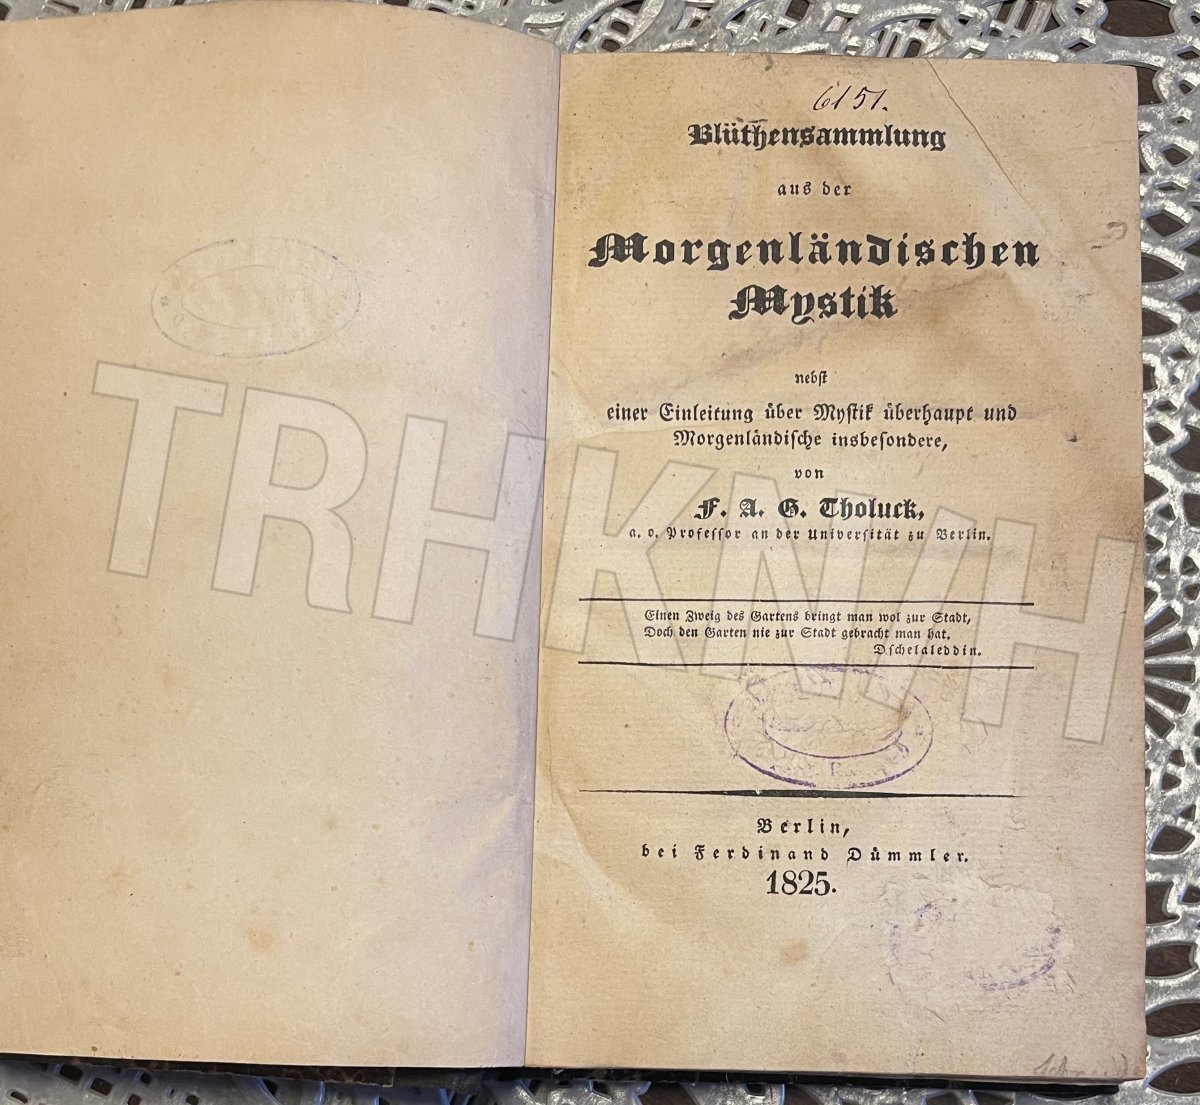 6151.
Blüthensammlung
aus der
Morgenländischen
Mystik
nebst
einer Einleitung über Mystik überhaupt und
Morgenländische insbesondere,
von
F. A. G. Tholuck,
a. o. Professor an der Universität zu Berlin.
Einen Zweig des Gartens bringt man wol zur Stadt,
Doch den Garten nie zur Stadt gebracht man hat.
Dschelaleddin.
Berlin,
bei Ferdinand Dümmler.
1825.
TRHKN/H